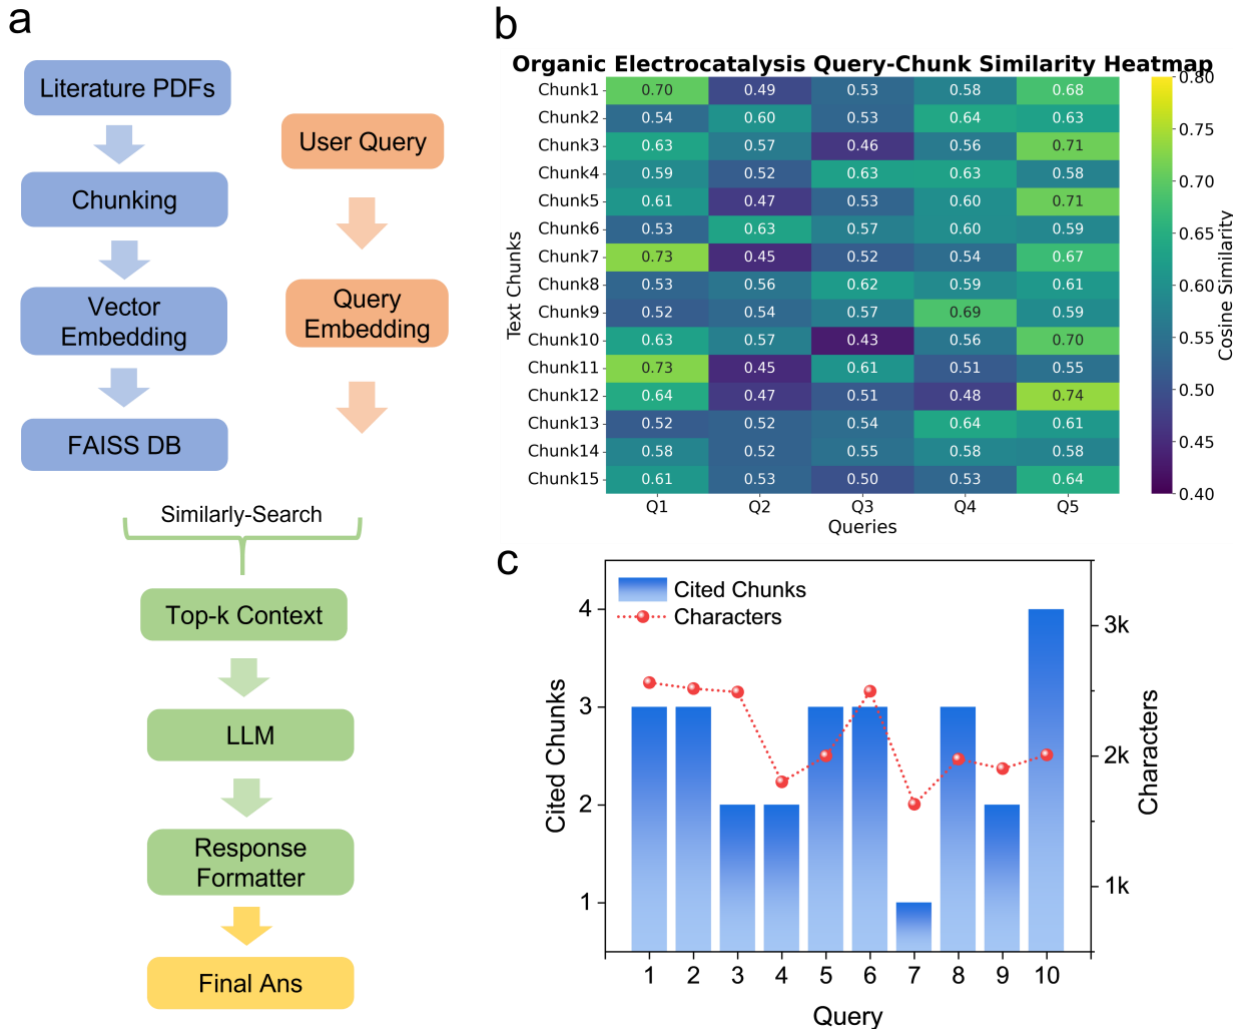 a
Literature PDFs
Chunking
Vector
Embedding
FAISS DB
User Query
Query
Embedding
Similarly-Search
Top-k Context
LLM
Response
Formatter
Final Ans
b
Organic Electrocatalysis Query-Chunk Similarity Heatmap
Text Chunks
Chunk1 0.70 0.49 0.53 0.58 0.68
Chunk2 0.54 0.60 0.53 0.64 0.63
Chunk3 0.63 0.57 0.46 0.56 0.71
Chunk4 0.59 0.52 0.63 0.63 0.58
Chunk5 0.61 0.47 0.53 0.60 0.71
Chunk6 0.53 0.63 0.57 0.60 0.59
Chunk7 0.73 0.45 0.52 0.54 0.67
Chunk8 0.53 0.56 0.62 0.59 0.61
Chunk9 0.52 0.54 0.57 0.69 0.59
Chunk10 0.63 0.57 0.43 0.56 0.70
Chunk11 0.73 0.45 0.61 0.51 0.55
Chunk12 0.64 0.47 0.51 0.48 0.74
Chunk13 0.52 0.52 0.54 0.64 0.61
Chunk14 0.58 0.52 0.55 0.58 0.58
Chunk15 0.61 0.53 0.50 0.53 0.64
Q1 Q2 Q3 Q4 Q5
Queries
0.80
0.75
0.70
0.65
0.60
0.55
0.50
0.45
0.40
Cosine Similarity
c
Cited Chunks
Characters
4
3
2
1
Cited Chunks
3k
2k
1k
Characters
1 2 3 4 5 6 7 8 9 10
Query